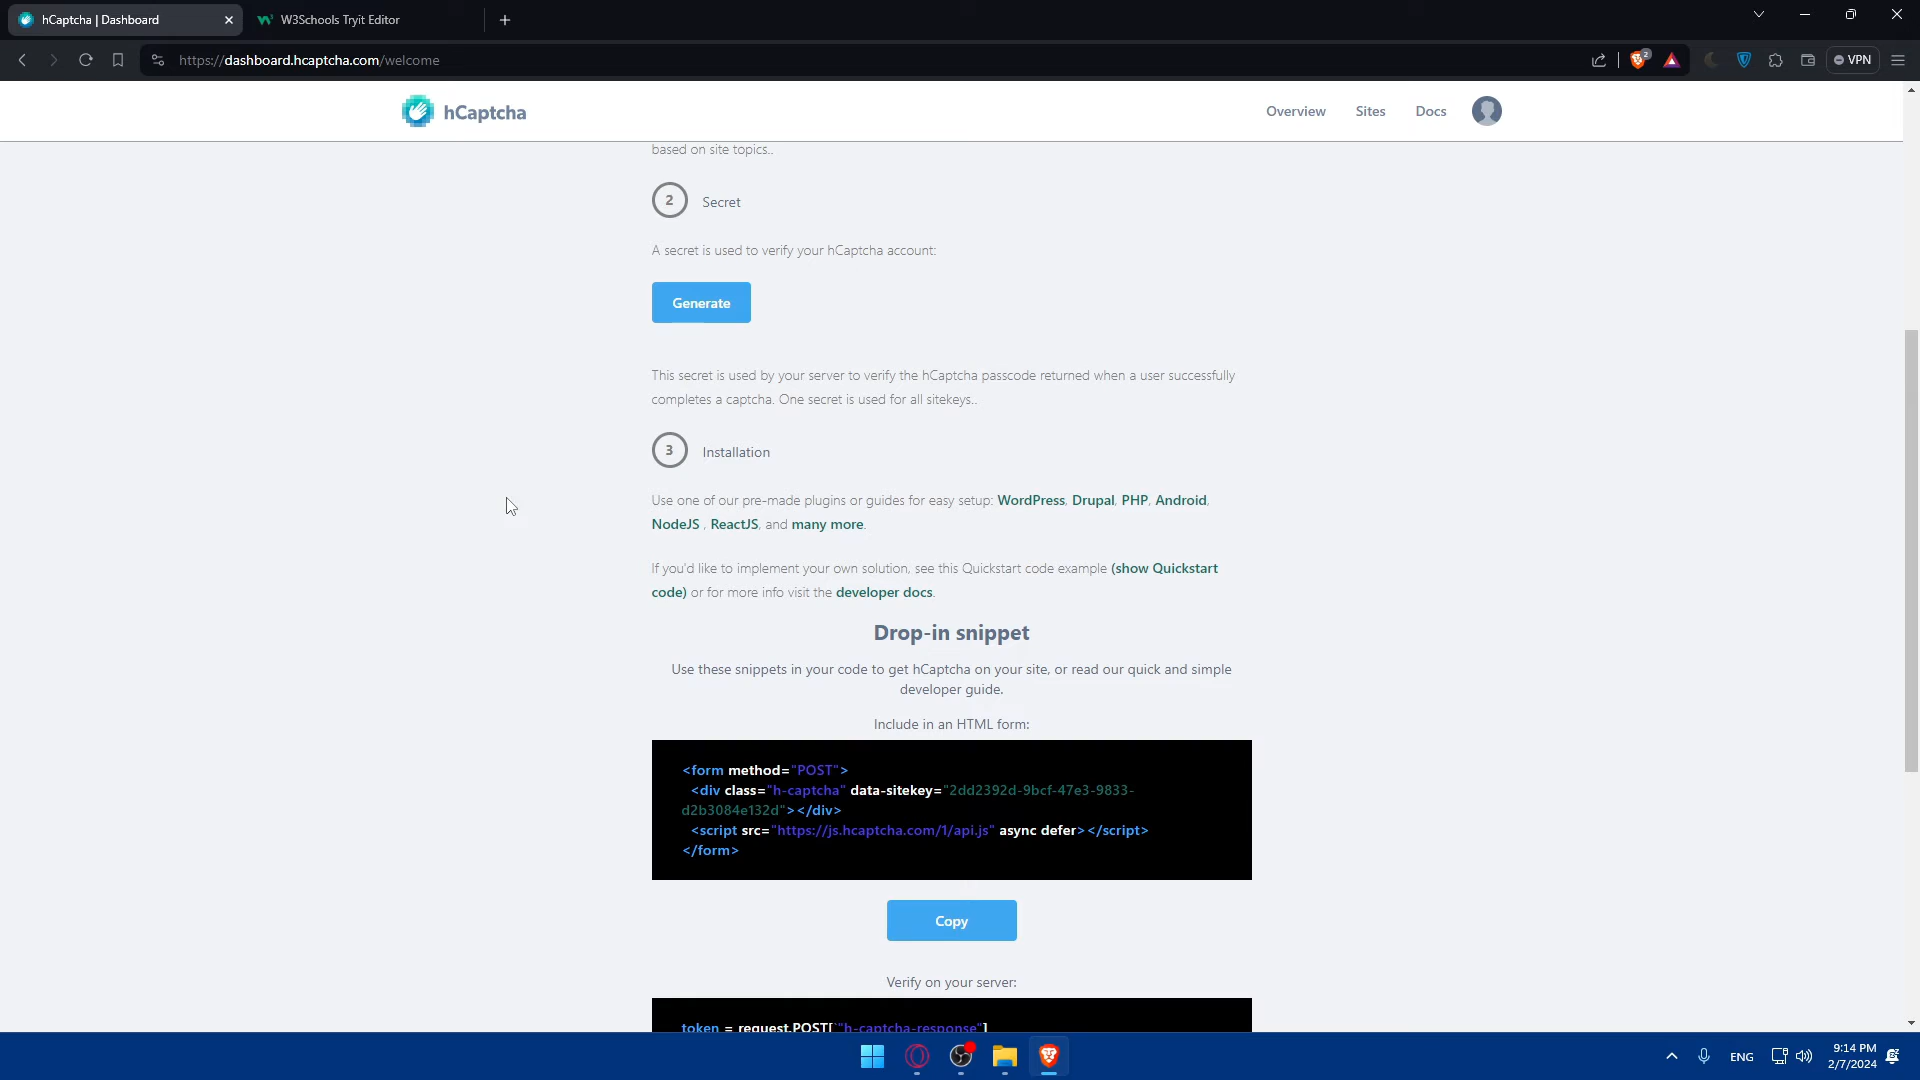 hCaptcha | Dashboard
W3Schools Tryit Editor
https://dashboard.hcaptcha.com/welcome
2
VPN
hCaptcha
Overview
Sites
Docs
based on site topics..
2
Secret
A secret is used to verify your hCaptcha account:
Generate
This secret is used by your server to verify the hCaptcha passcode returned when a user successfully
completes a captcha. One secret is used for all sitekeys..
3
Installation
Use one of our pre-made plugins or guides for easy setup: WordPress, Drupal, PHP, Android,
NodeJS , ReactJS, and many more.
If you'd like to implement your own solution, see this Quickstart code example (show Quickstart
code) or for more info visit the developer docs.
Drop-in snippet
Use these snippets in your code to get hCaptcha on your site, or read our quick and simple
developer guide.
Include in an HTML form:
<form method="POST">
<div class="h-captcha" data-sitekey="2dd2392d-9bcf-47e3-9833-
d2b3084e132d"></div>
<script src="https://js.hcaptcha.com/1/api.js" async defer></script>
</form>
Copy
Verify on your server:
token = request.POST[`"h-captcha-response"]
ENG
9:14 PM
2/7/2024